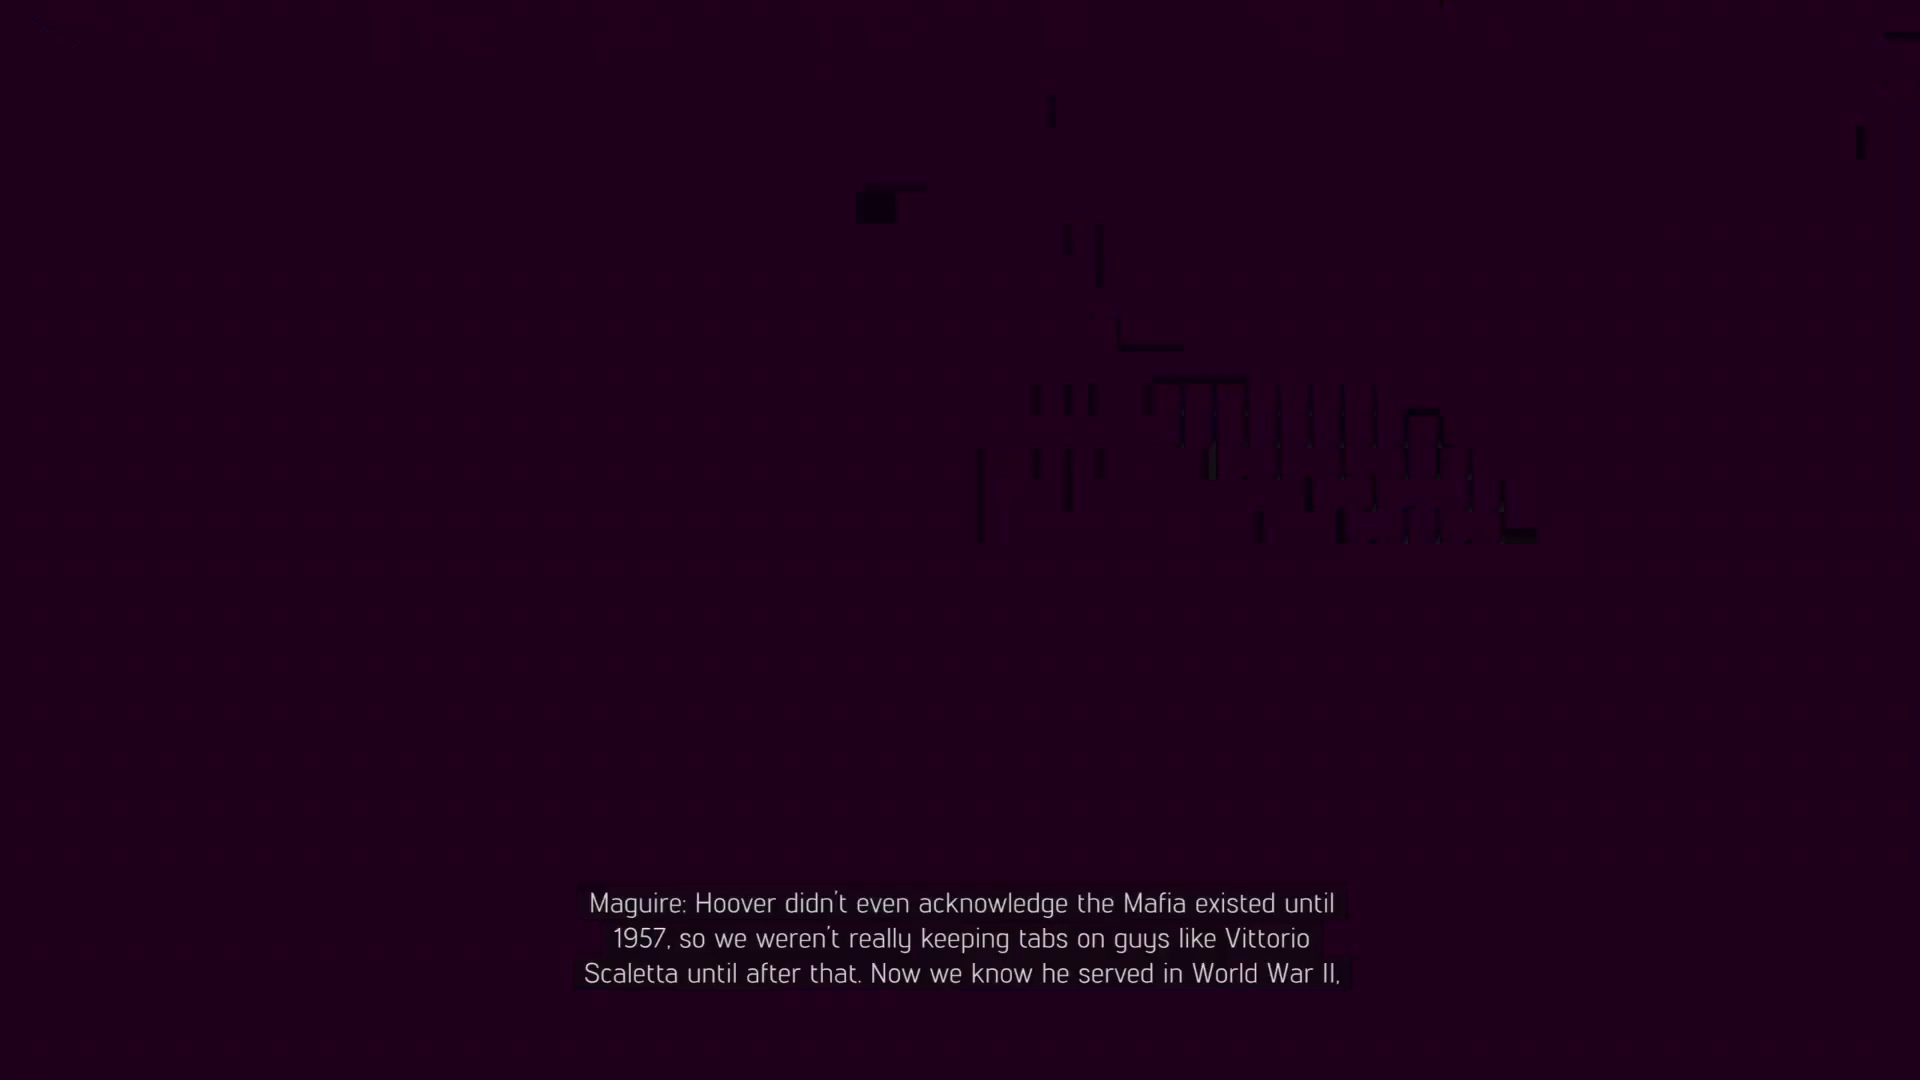 Maguire: Hoover didn't even acknowledge the Mafia existed until
1957, so we weren't really keeping tabs on guys like Vittorio
Scaletta until after that. Now we know he served in World War II,